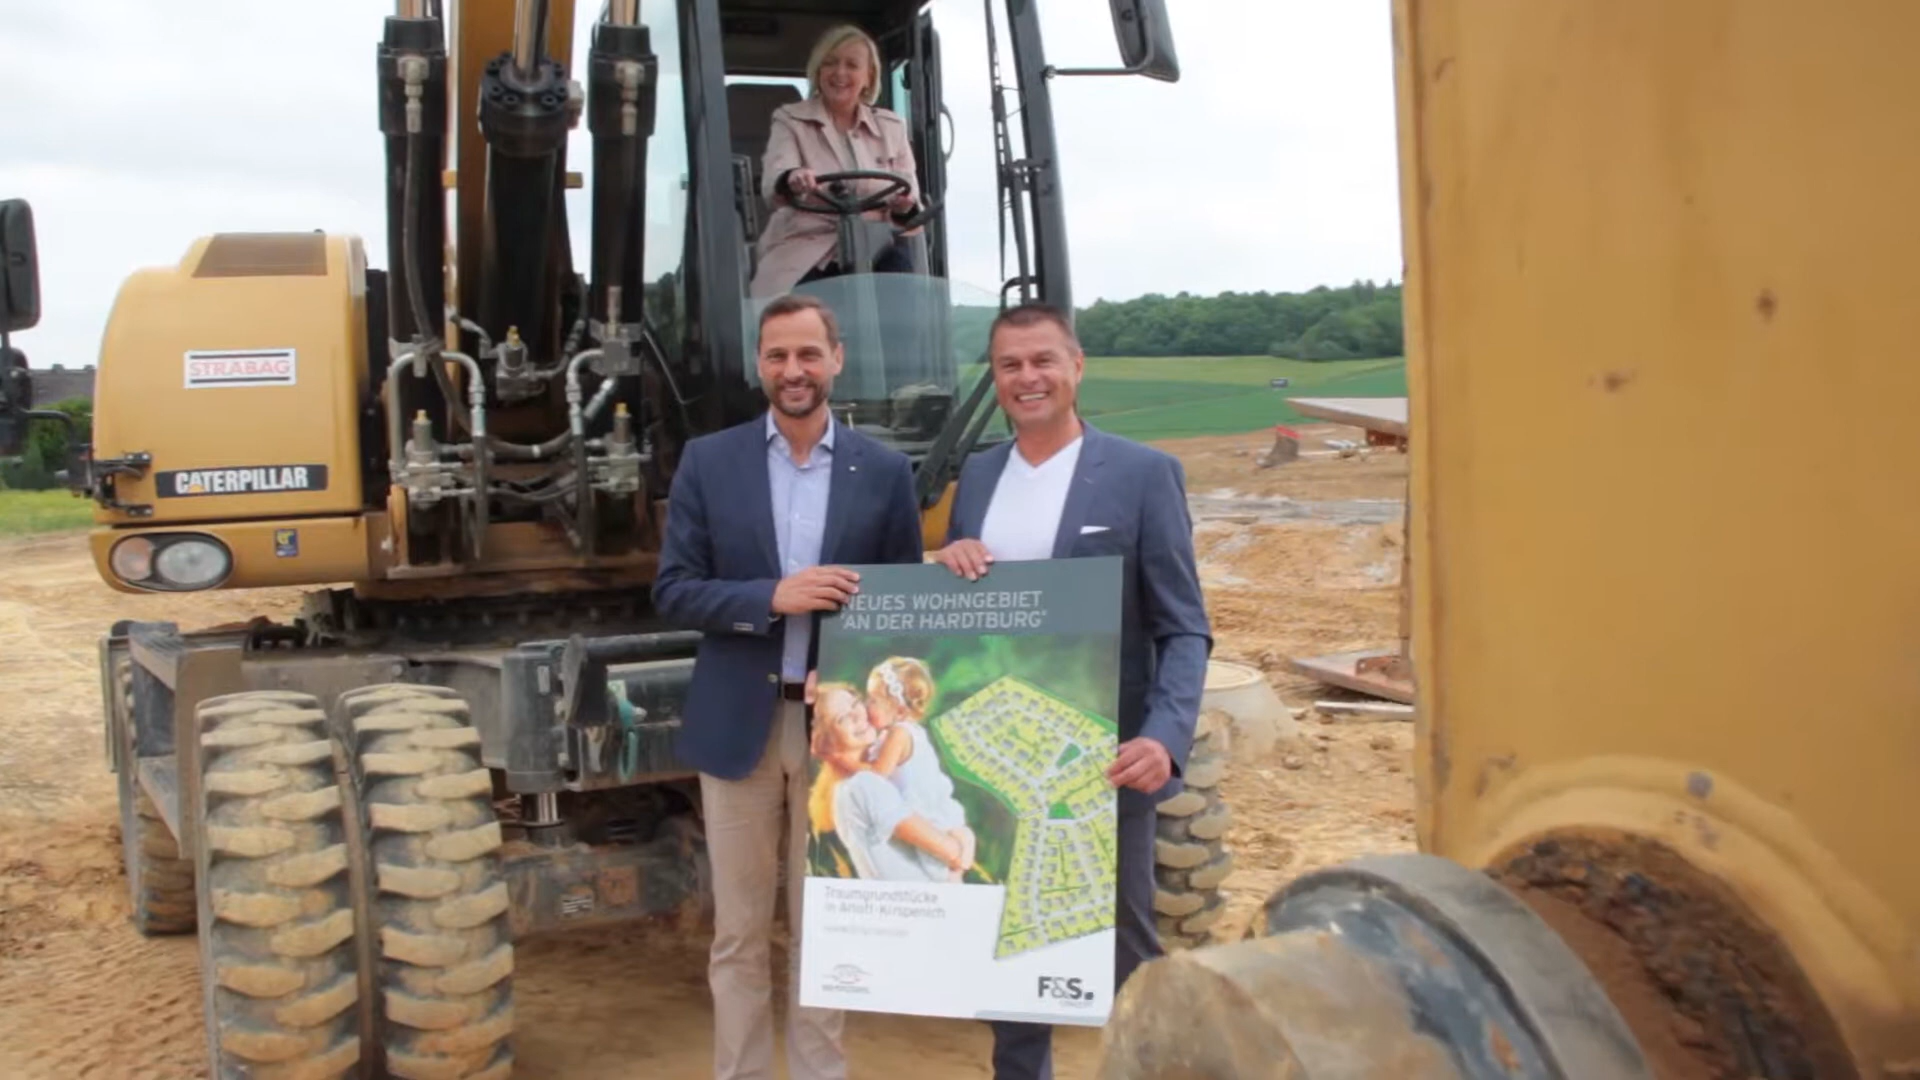 STRABAG
CATERPILLAR
NEUES WOHNGEBIET
'AN DER HARDTBURG'
Traumgrundstücke
in Arloff-Kirspenich
F&S.